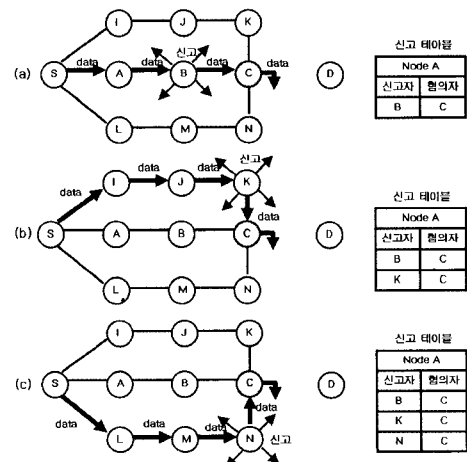 I J K
신고
data data data data
(a) S A B C D
L M N
신고 테이블
Node A
신고자 혐의자
B C
신고
data data
I J K
data data
(b) S A B C D
L M N
신고 테이블
Node A
신고자 혐의자
B C
K C
I J K
(c) S A B C D
data
data data data
L M N 신고
신고 테이블
Node A
신고자 혐의자
B C
K C
N C